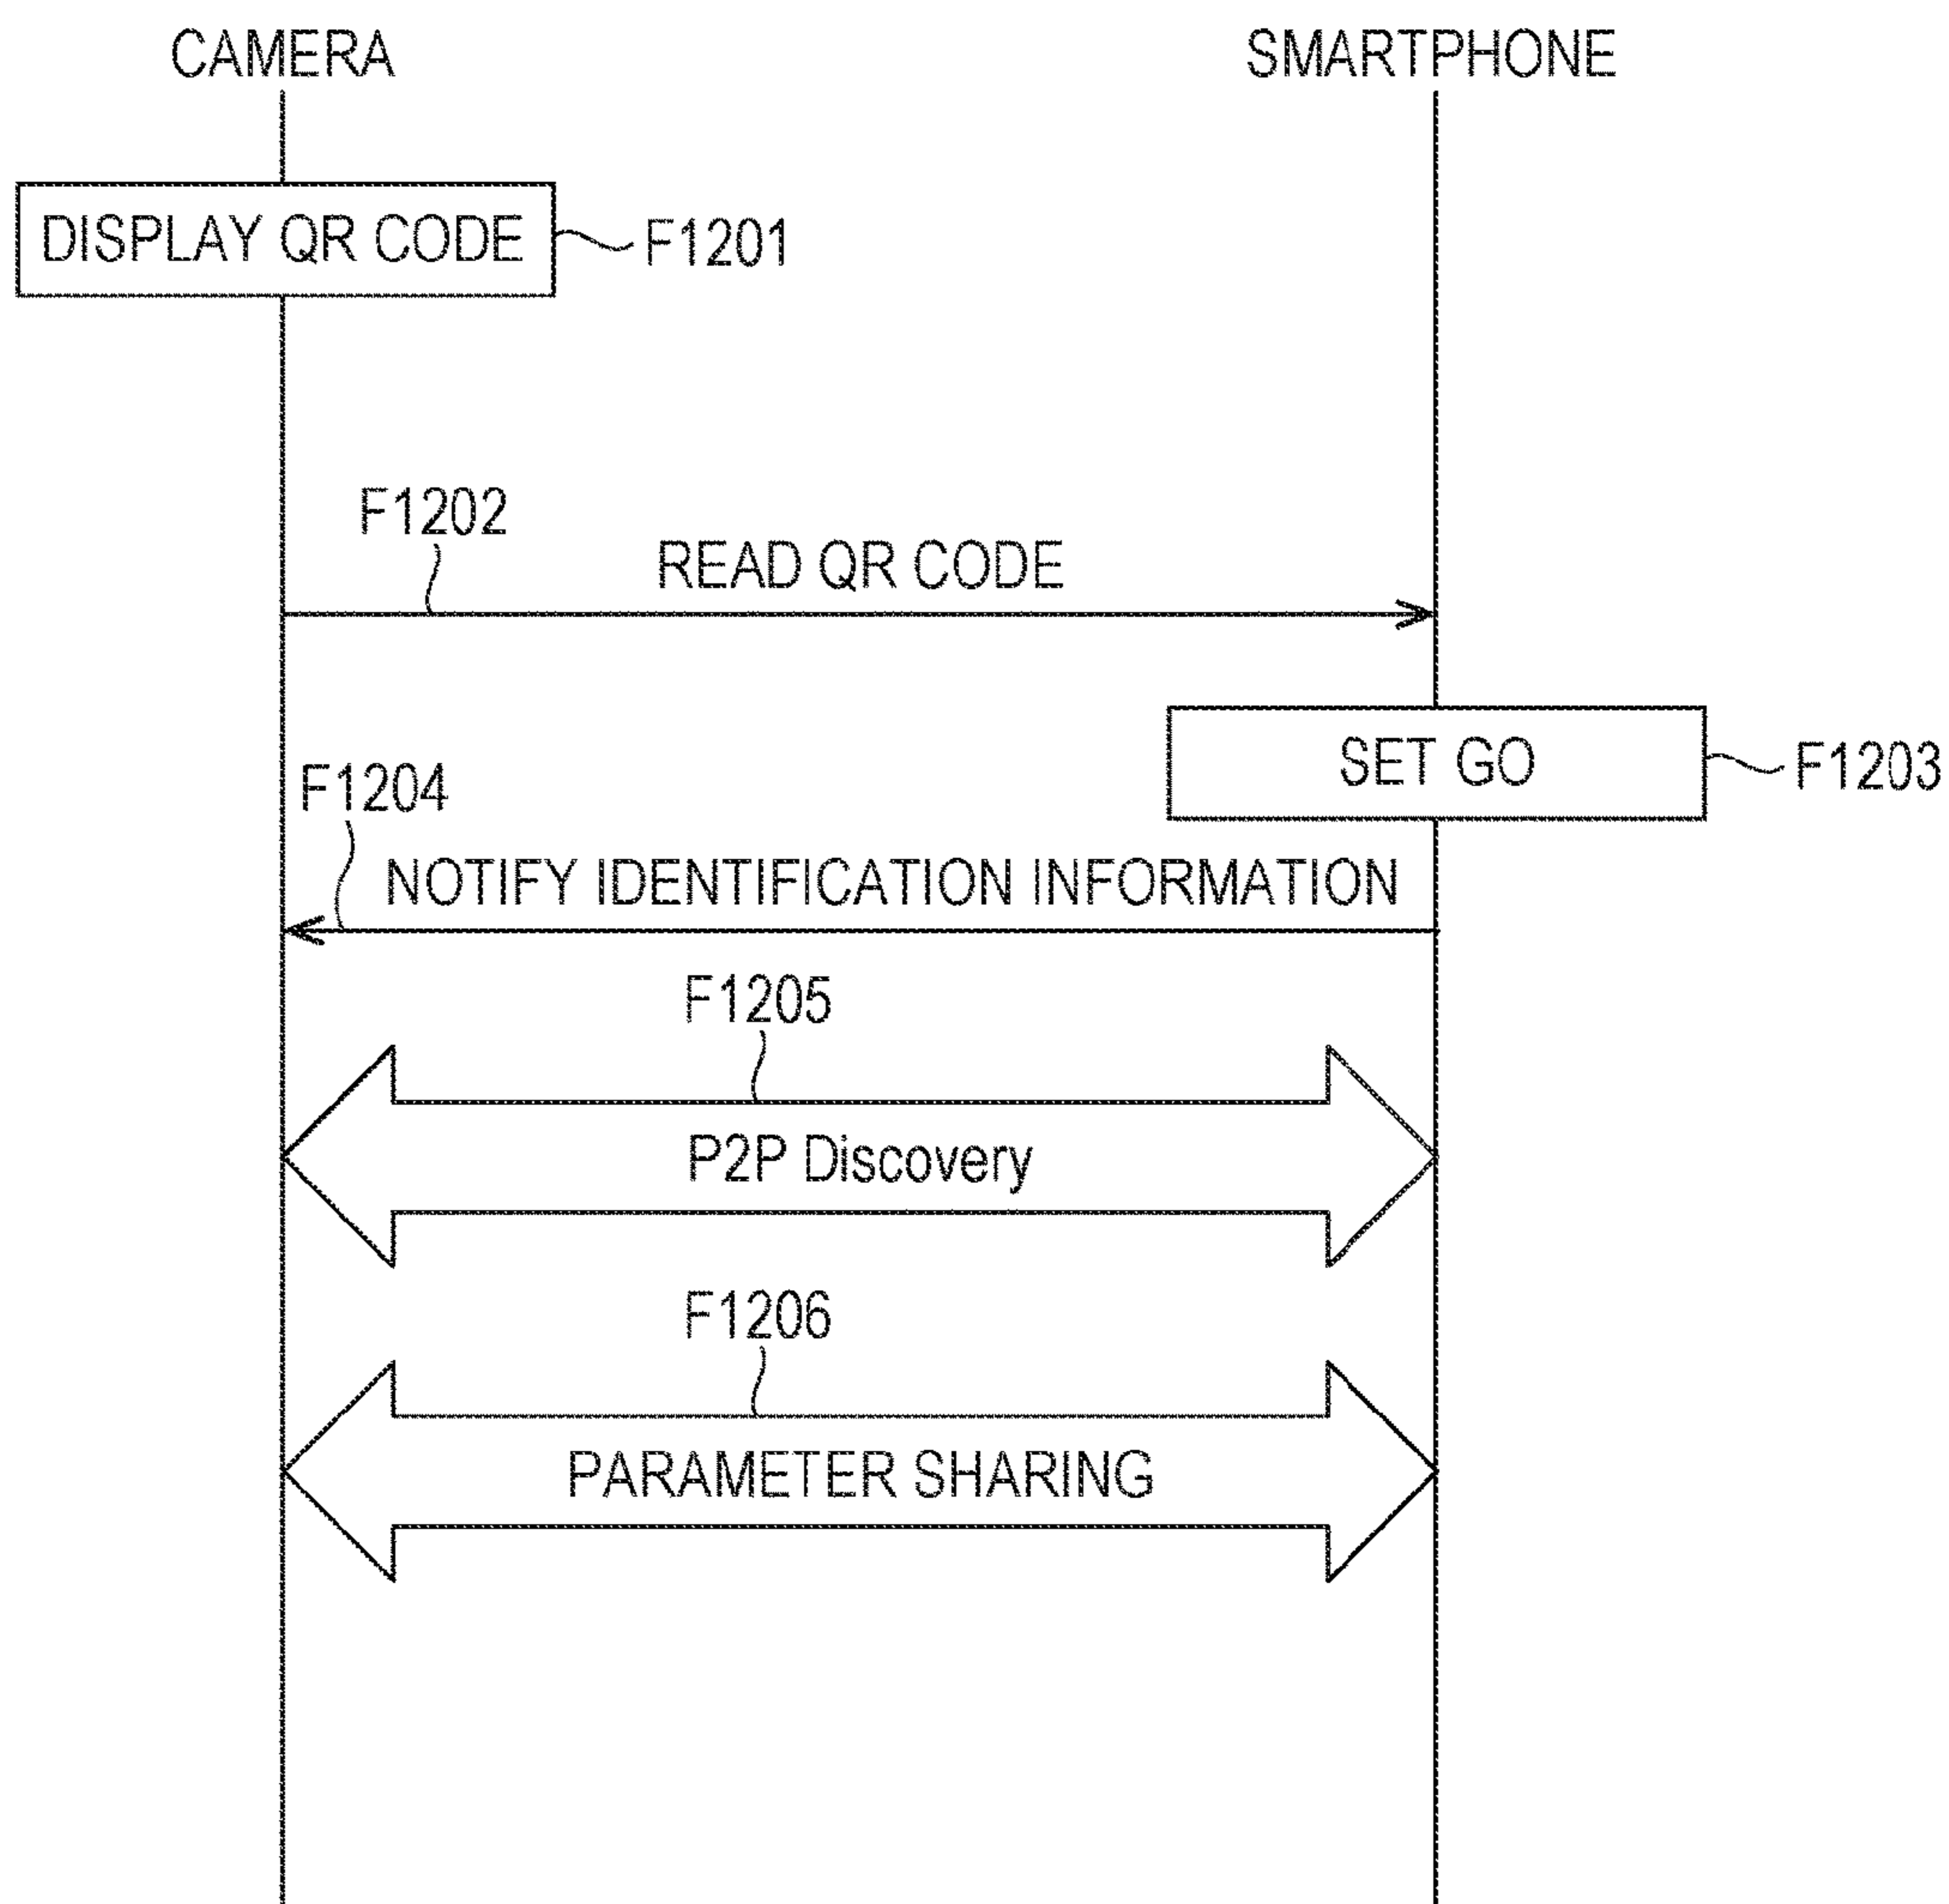 CAMERA
SMARTPHONE
DISPLAY QR CODE
F1201
F1202
READ QR CODE
SET GO
F1203
F1204
NOTIFY IDENTIFICATION INFORMATION
F1205
P2P Discovery
F1206
PARAMETER SHARING